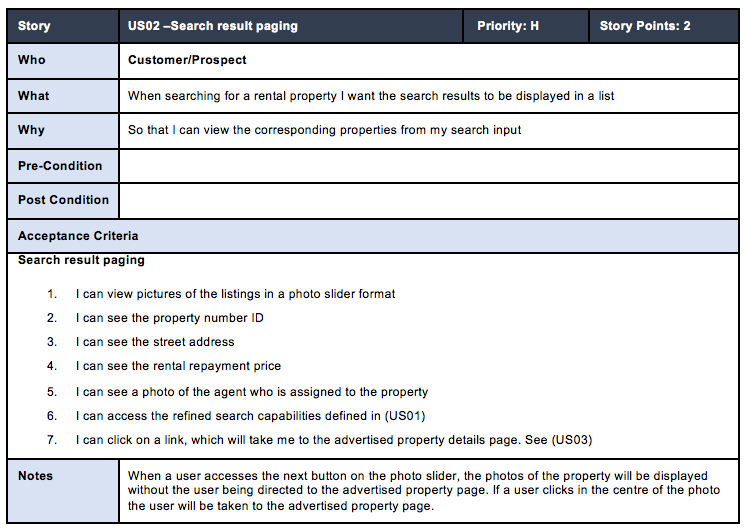 Story US02 –Search result paging Priority: H Story Points: 2
Who Customer/Prospect
What When searching for a rental property I want the search results to be displayed in a list
Why So that I can view the corresponding properties from my search input
Pre-Condition
Post Condition
Acceptance Criteria
Search result paging
1. I can view pictures of the listings in a photo slider format
2. I can see the property number ID
3. I can see the street address
4. I can see the rental repayment price
5. I can see a photo of the agent who is assigned to the property
6. I can access the refined search capabilities defined in (US01)
7. I can click on a link, which will take me to the advertised property details page. See (US03)
Notes When a user accesses the next button on the photo slider, the photos of the property will be displayed
without the user being directed to the advertised property page. If a user clicks in the centre of the photo
the user will be taken to the advertised property page.